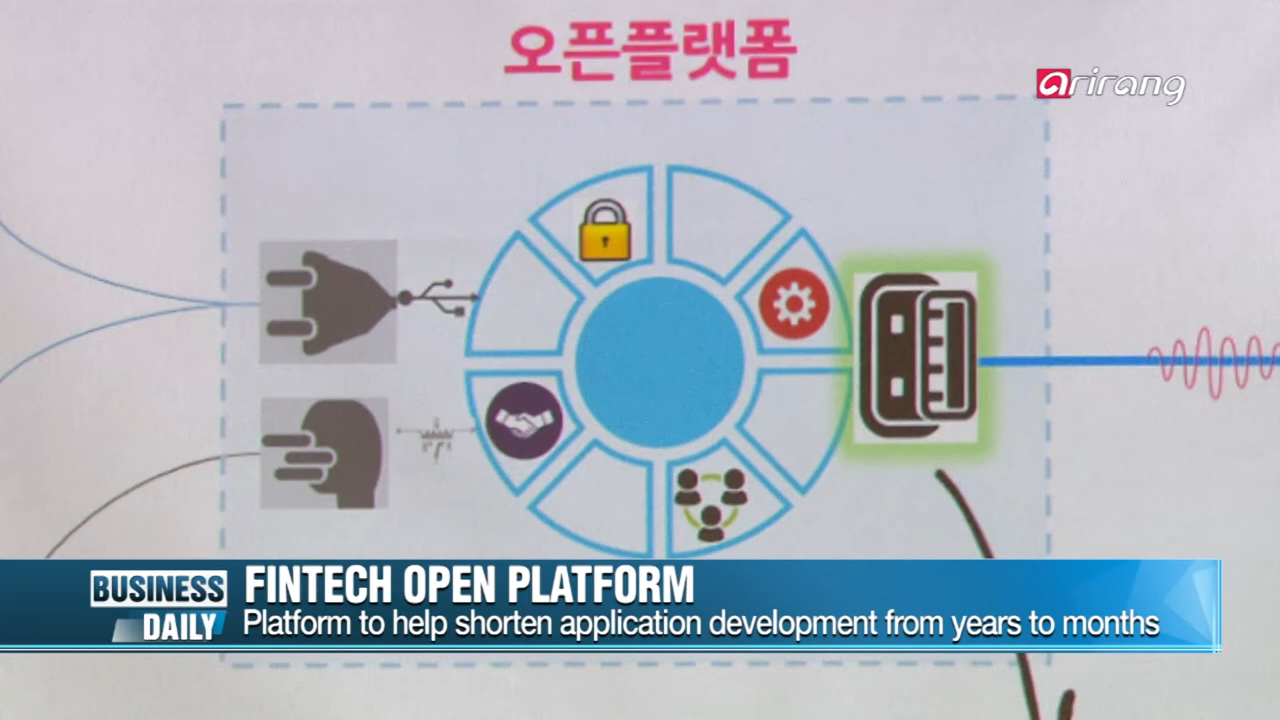 오픈플랫폼
arirang
BUSINESS DAILY
FINTECH OPEN PLATFORM
Platform to help shorten application development from years to months